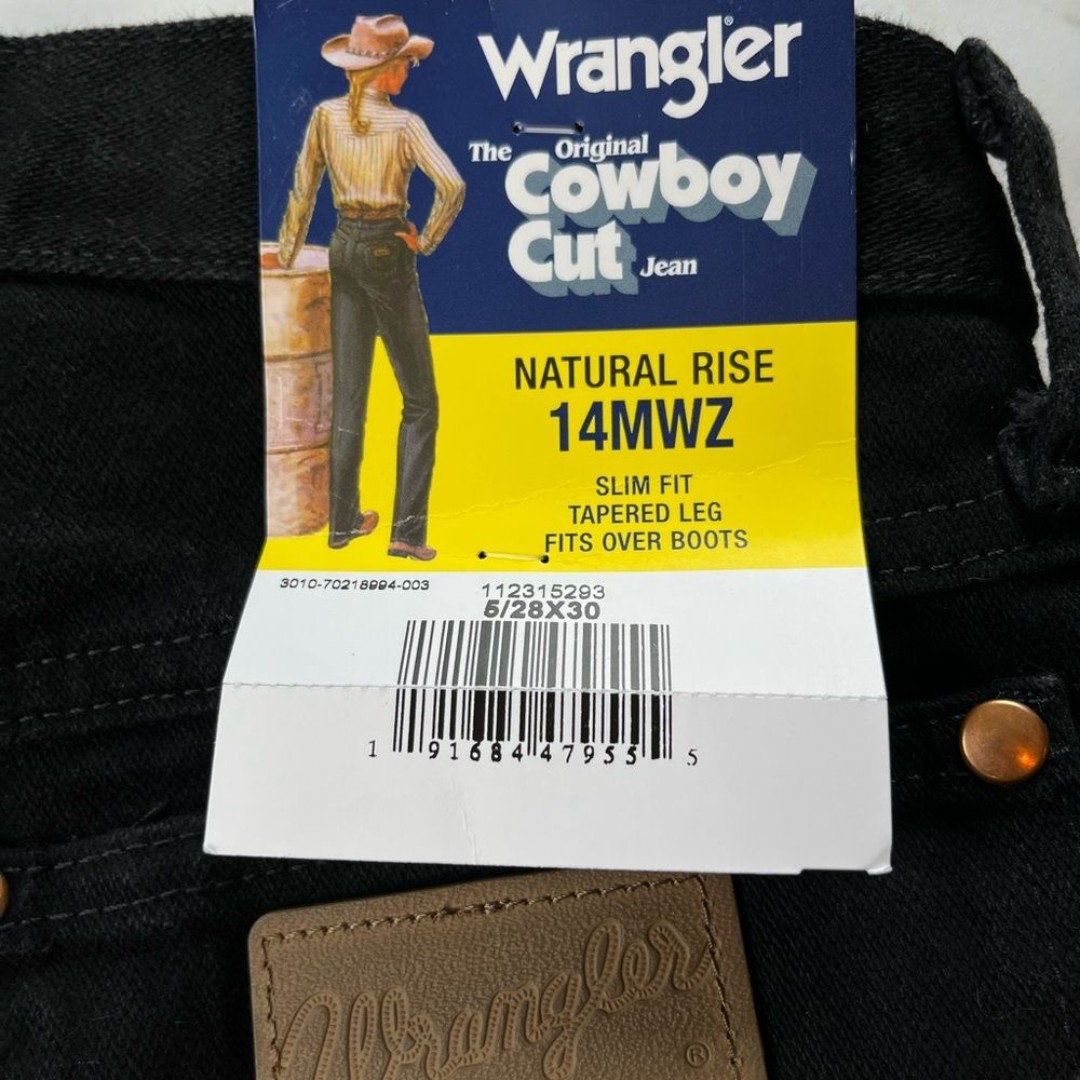 Wrangler®
The Original
Cowboy
Cut Jean
NATURAL RISE
14MWZ
SLIM FIT
TAPERED LEG
FITS OVER BOOTS
3010-70218994-003 112315293
5/28X30
1 91684 47955 5
Wrangler
®